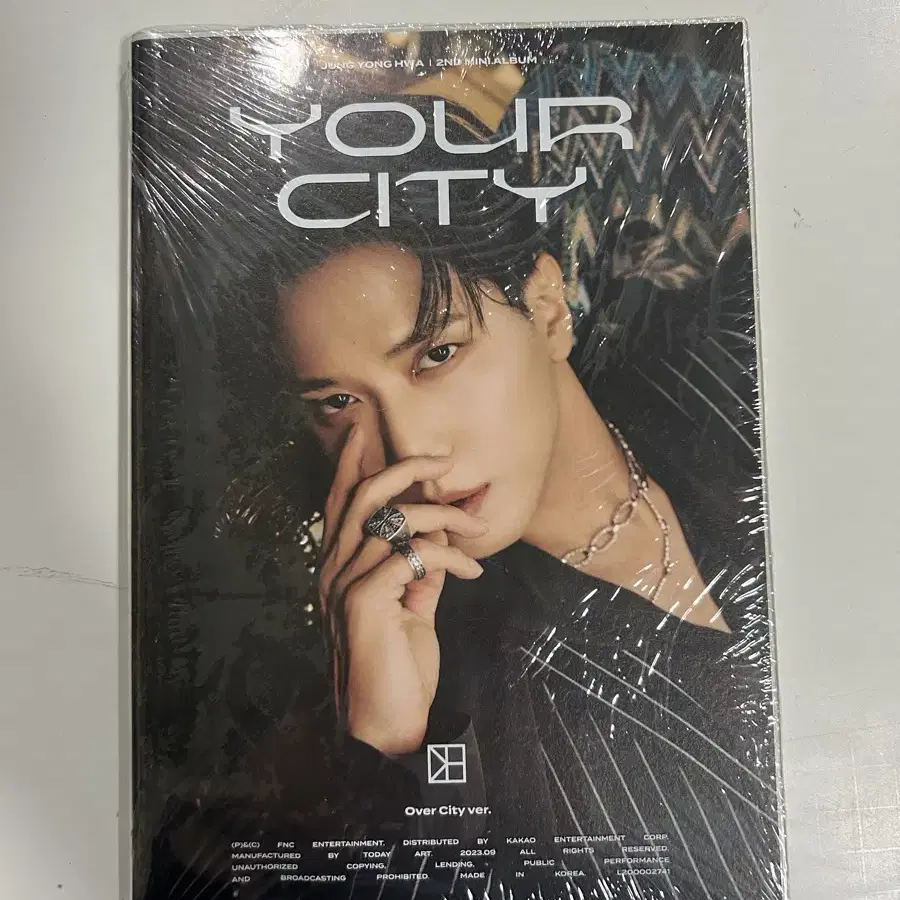 JUNG YONG HWA | 2ND MINI ALBUM
YOUR
CITY
Over City ver.
(P)&(C) FNC ENTERTAINMENT. DISTRIBUTED BY KAKAO ENTERTAINMENT CORP.
MANUFACTURED BY TODAY ART. 2023.09 ALL RIGHTS RESERVED.
UNAUTHORIZED COPYING, LENDING, PUBLIC PERFORMANCE
AND BROADCASTING PROHIBITED. MADE IN KOREA. L200002741